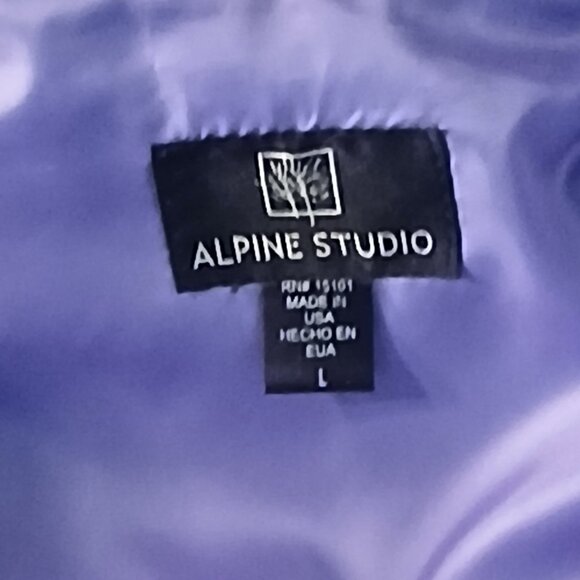 ALPINE STUDIO
RN# 15101
MADE IN
USA
HECHO EN
EUA
L